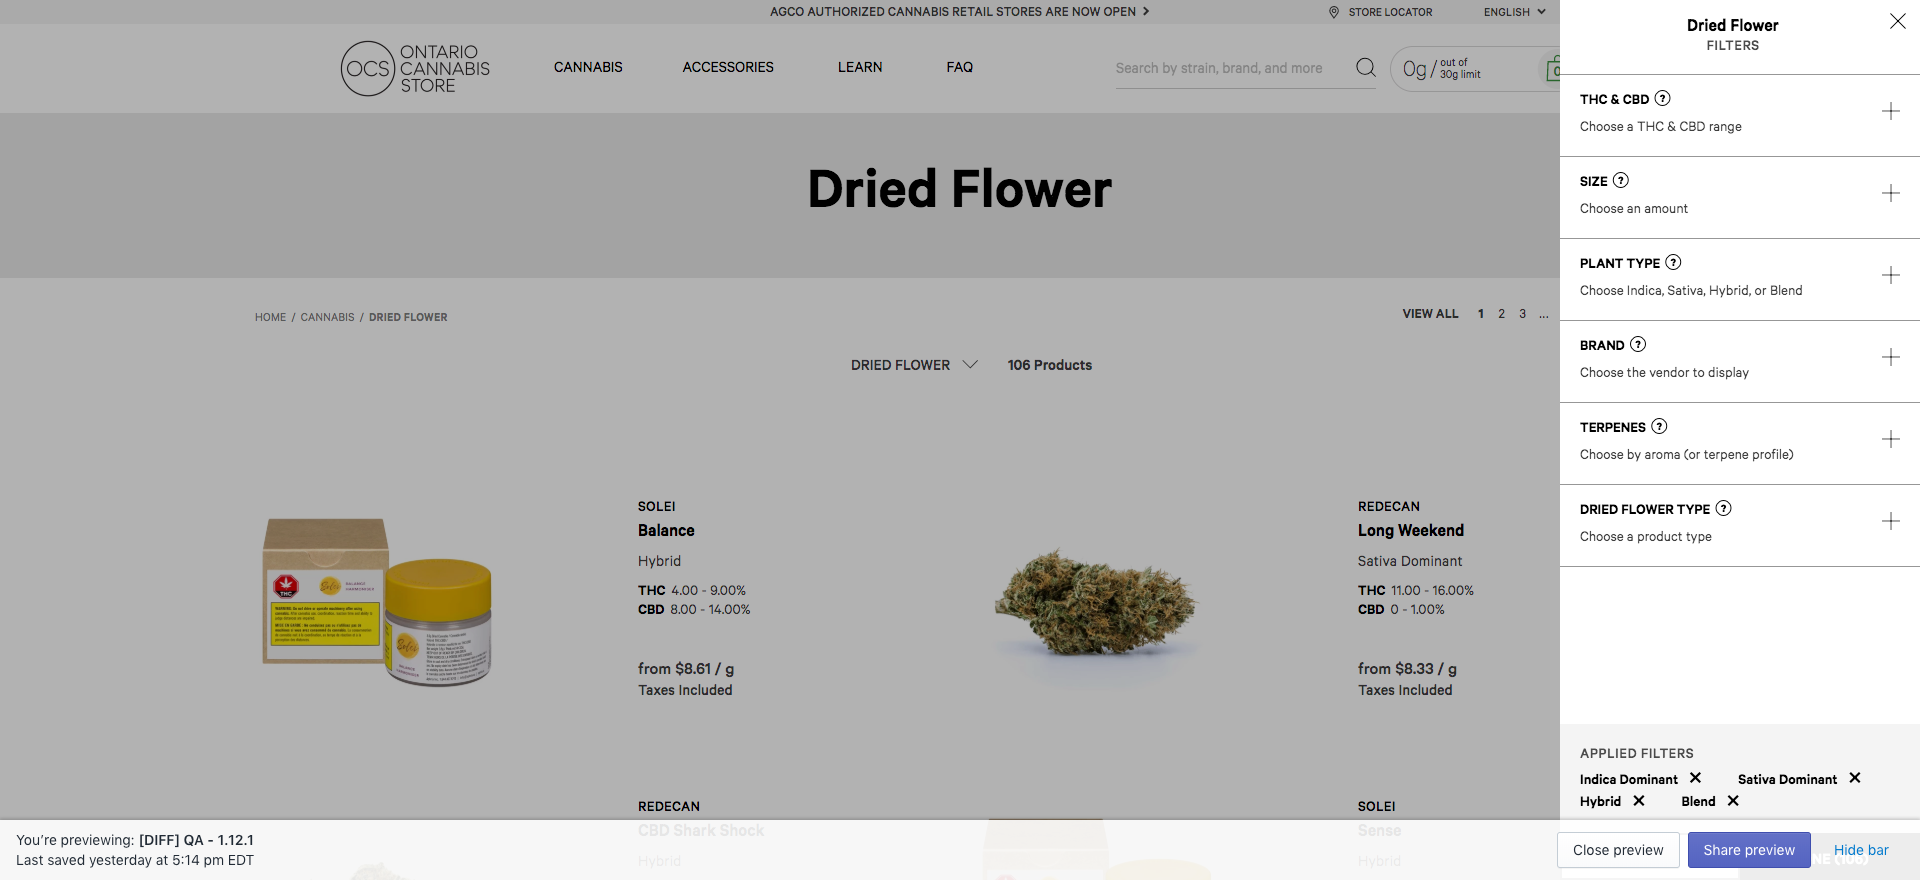 AGCO AUTHORIZED CANNABIS RETAIL STORES ARE NOW OPEN
STORE LOCATOR
ENGLISH
OCS
ONTARIO
CANNABIS
STORE
CANNABIS
ACCESSORIES
LEARN
FAQ
Search by strain, brand, and more
0g / out of
30g limit
0
Dried Flower
HOME / CANNABIS / DRIED FLOWER
VIEW ALL 1 2 3 ...
DRIED FLOWER
106 Products
THC
Solei
SOLEI
Balance
Hybrid
THC 4.00 - 9.00%
CBD 8.00 - 14.00%
from $8.61 / g
Taxes Included
REDECAN
Long Weekend
Sativa Dominant
THC 11.00 - 16.00%
CBD 0 - 1.00%
from $8.33 / g
Taxes Included
REDECAN
CBD Shark Shock
Hybrid
SOLEI
Sense
Hybrid
Dried Flower
FILTERS
THC & CBD ?
Choose a THC & CBD range
SIZE ?
Choose an amount
PLANT TYPE ?
Choose Indica, Sativa, Hybrid, or Blend
BRAND ?
Choose the vendor to display
TERPENES ?
Choose by aroma (or terpene profile)
DRIED FLOWER TYPE ?
Choose a product type
APPLIED FILTERS
Indica Dominant
Sativa Dominant
Hybrid
Blend
You're previewing: [DIFF] QA - 1.12.1
Last saved yesterday at 5:14 pm EDT
Close preview
Share preview
Hide bar